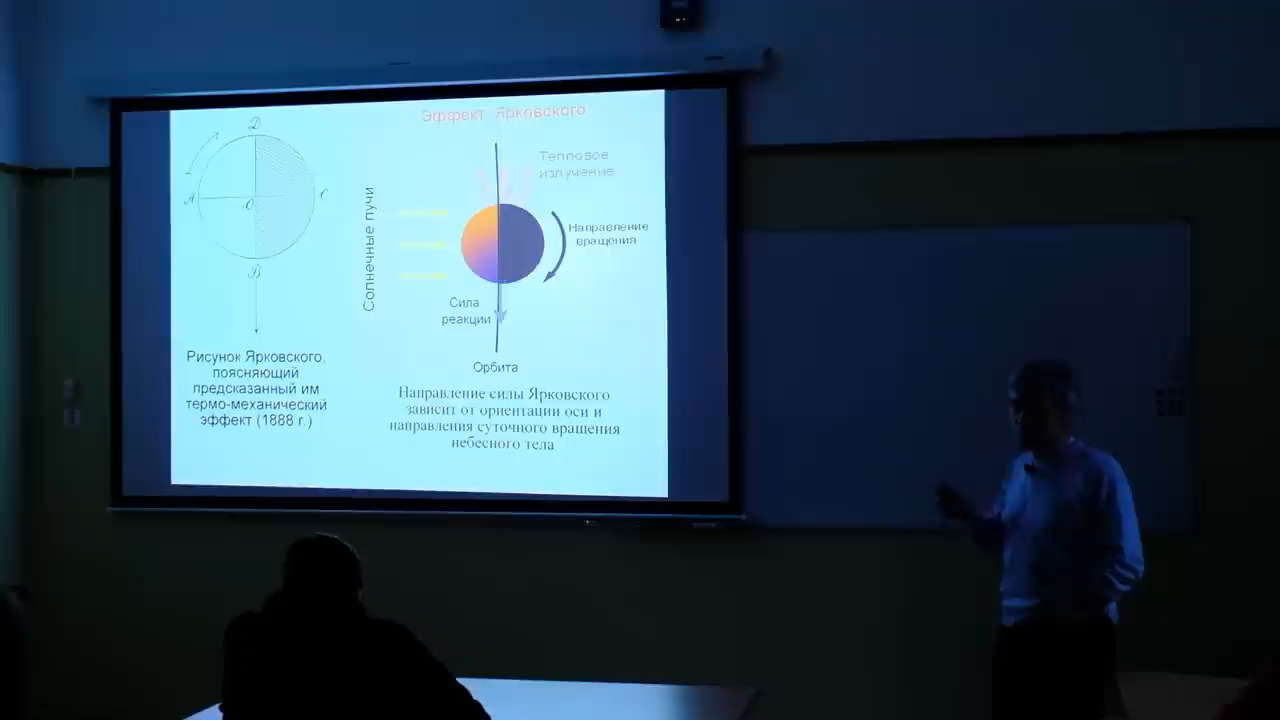 Эффект Ярковского
D
A
C
O
B
Рисунок Ярковского,
поясняющий
предсказанный им
термо-механический
эффект (1888 г.)
Солнечные пучи
Тепловое
излучение
Направление
вращения
Сила
реакции
Орбита
Направление силы Ярковского
зависит от ориентации оси и
направления суточного вращения
небесного тела